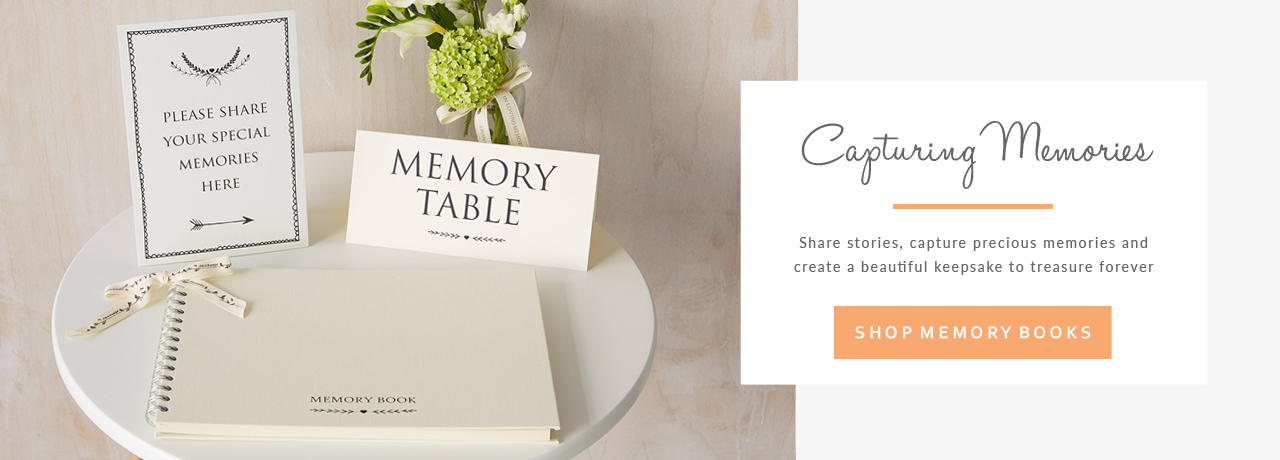 PLEASE SHARE
YOUR SPECIAL
MEMORIES
HERE
MEMORY
TABLE
MEMORY BOOK
Capturing Memories
Share stories, capture precious memories and
create a beautiful keepsake to treasure forever
SHOP MEMORY BOOKS